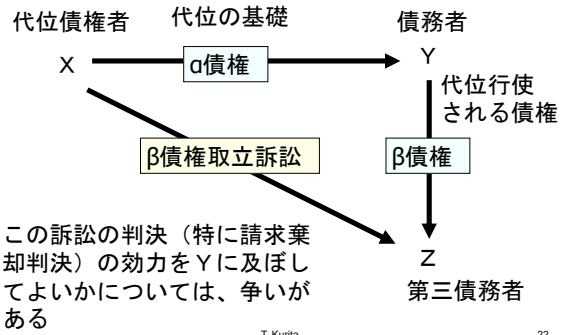 代位債権者
代位の基礎
債務者
X
α債権
Y
代位行使
される債権
β債権取立訴訟
β債権
この訴訟の判決（特に請求棄
却判決）の効力をYに及ぼし
てよいかについては、争いが
ある
Z
第三債務者
T. Kurita
22